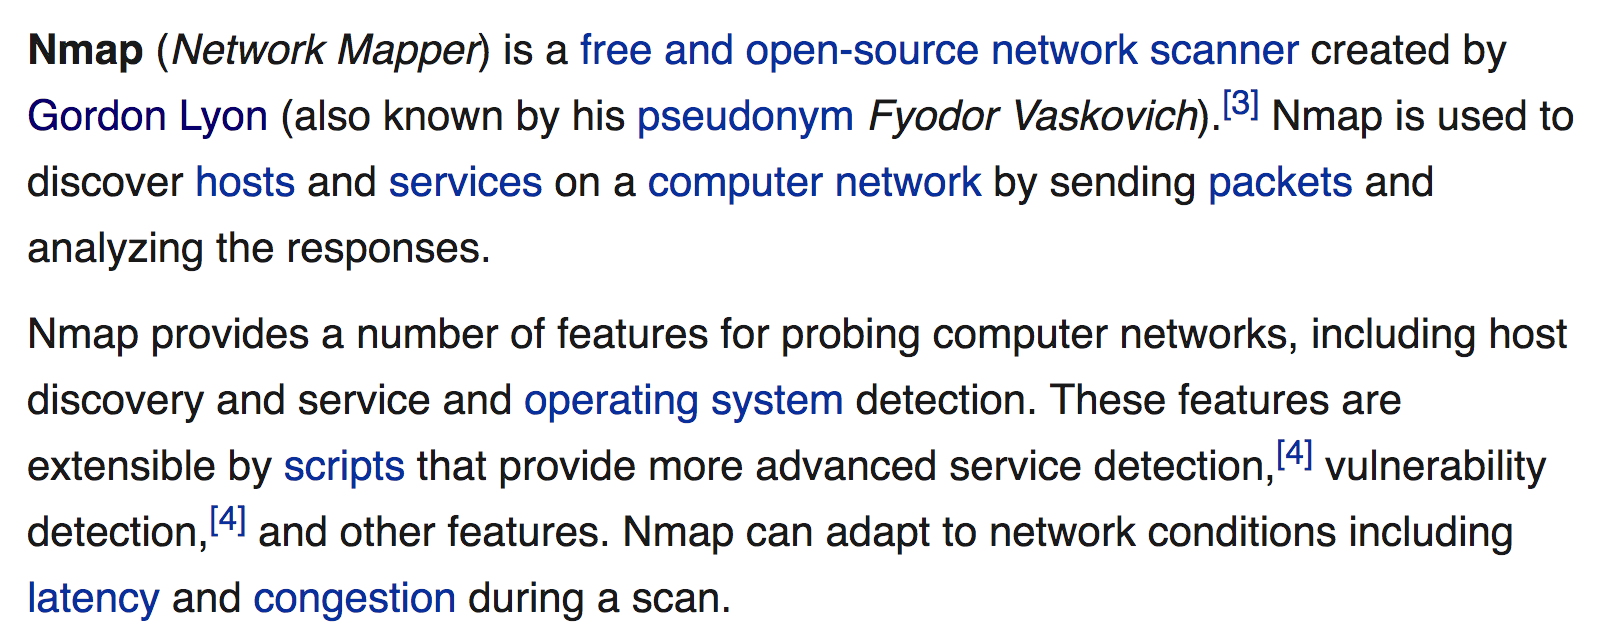 Nmap (Network Mapper) is a free and open-source network scanner created by
Gordon Lyon (also known by his pseudonym Fyodor Vaskovich).[3] Nmap is used to
discover hosts and services on a computer network by sending packets and
analyzing the responses.
Nmap provides a number of features for probing computer networks, including host
discovery and service and operating system detection. These features are
extensible by scripts that provide more advanced service detection,[4] vulnerability
detection,[4] and other features. Nmap can adapt to network conditions including
latency and congestion during a scan.